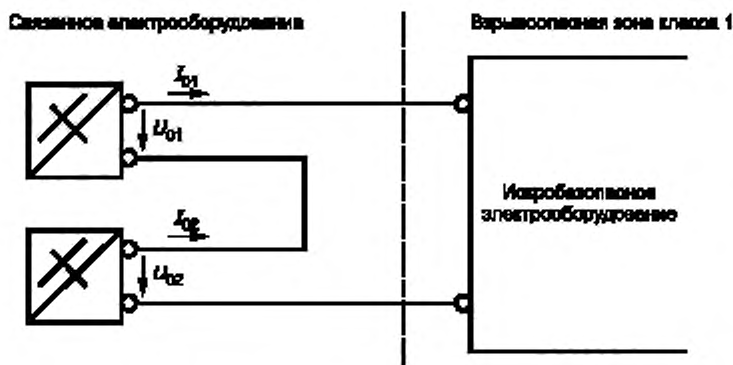 Связанное электрооборудование
Взрывоопасная зона класса 1
I01
U01
Искробезопасное
электрооборудование
I02
U02